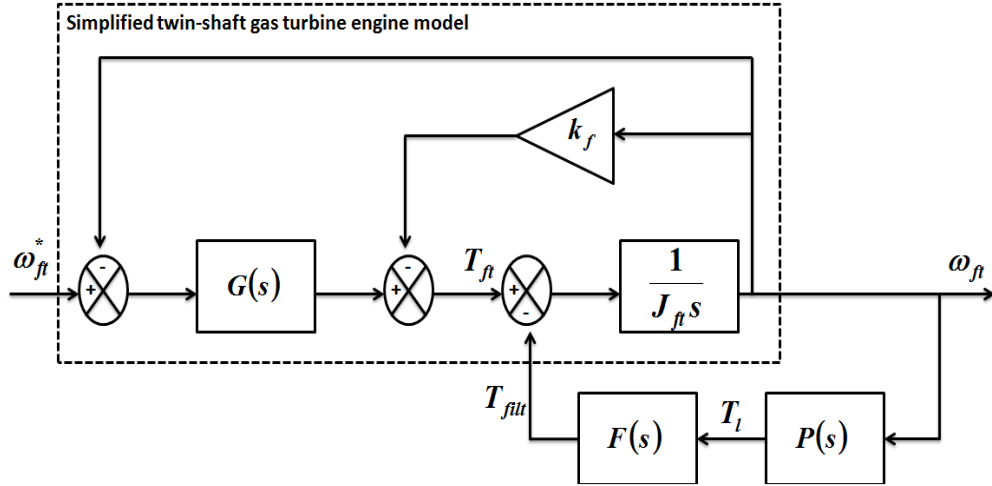 Simplified twin-shaft gas turbine engine model
k_f
ω*_ft
-
+
G(s)
-
+
T_ft
+
-
1
J_ft s
ω_ft
T_filt
F(s)
T_l
P(s)